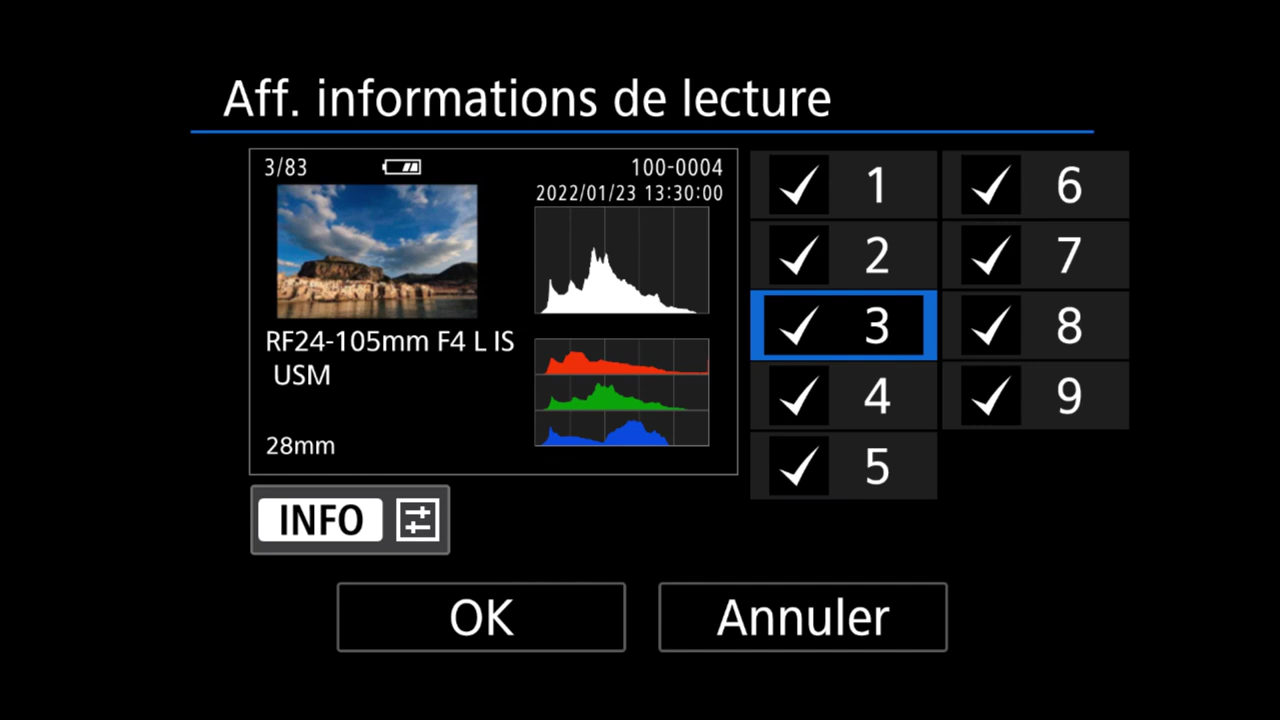 Aff. informations de lecture
3/83
100-0004
2022/01/23 13:30:00
RF24-105mm F4 L IS
USM
28mm
1
2
3
4
5
6
7
8
9
INFO
OK
Annuler